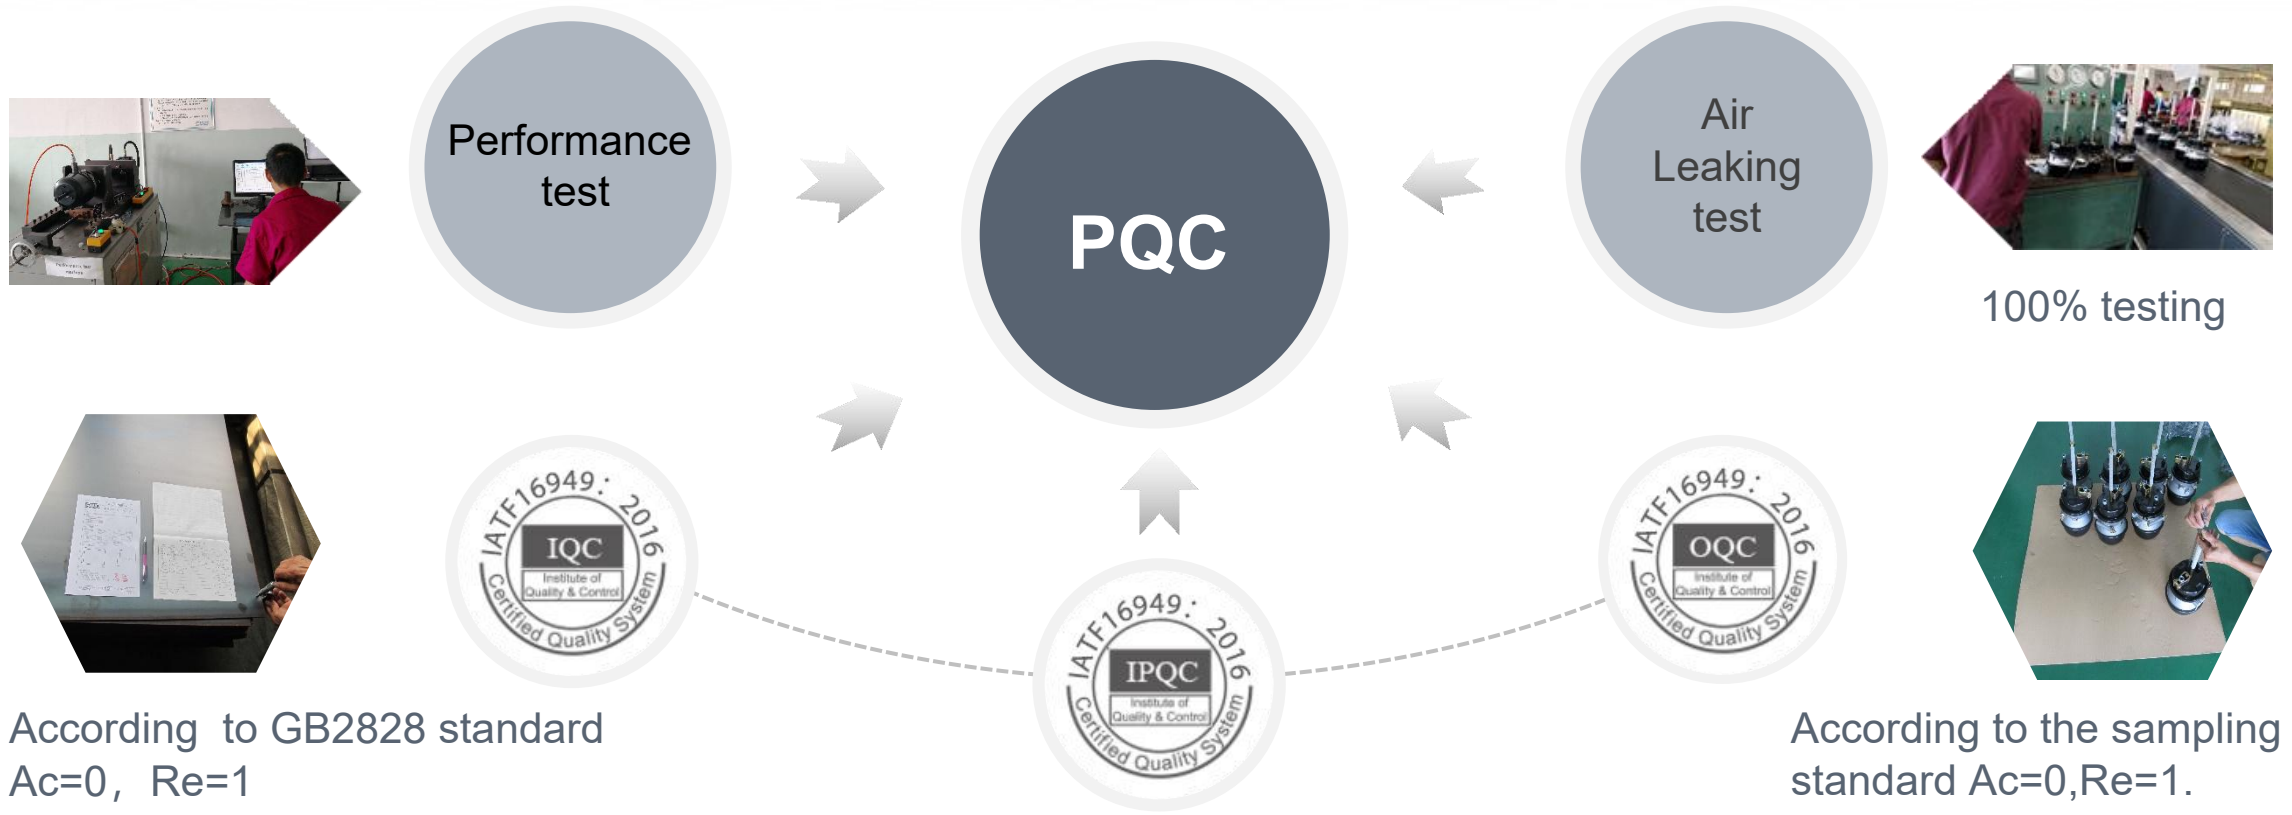 Performance
test
PQC
Air
Leaking
test
100% testing
IATF16949: 2016
IQC
Institute of
Quality & Control
Certified Quality System
IATF16949: 2016
IPQC
Institute of
Quality & Control
Certified Quality System
IATF16949: 2016
OQC
Institute of
Quality & Control
Certified Quality System
According  to GB2828 standard
Ac=0，Re=1
According to the sampling
standard Ac=0,Re=1.